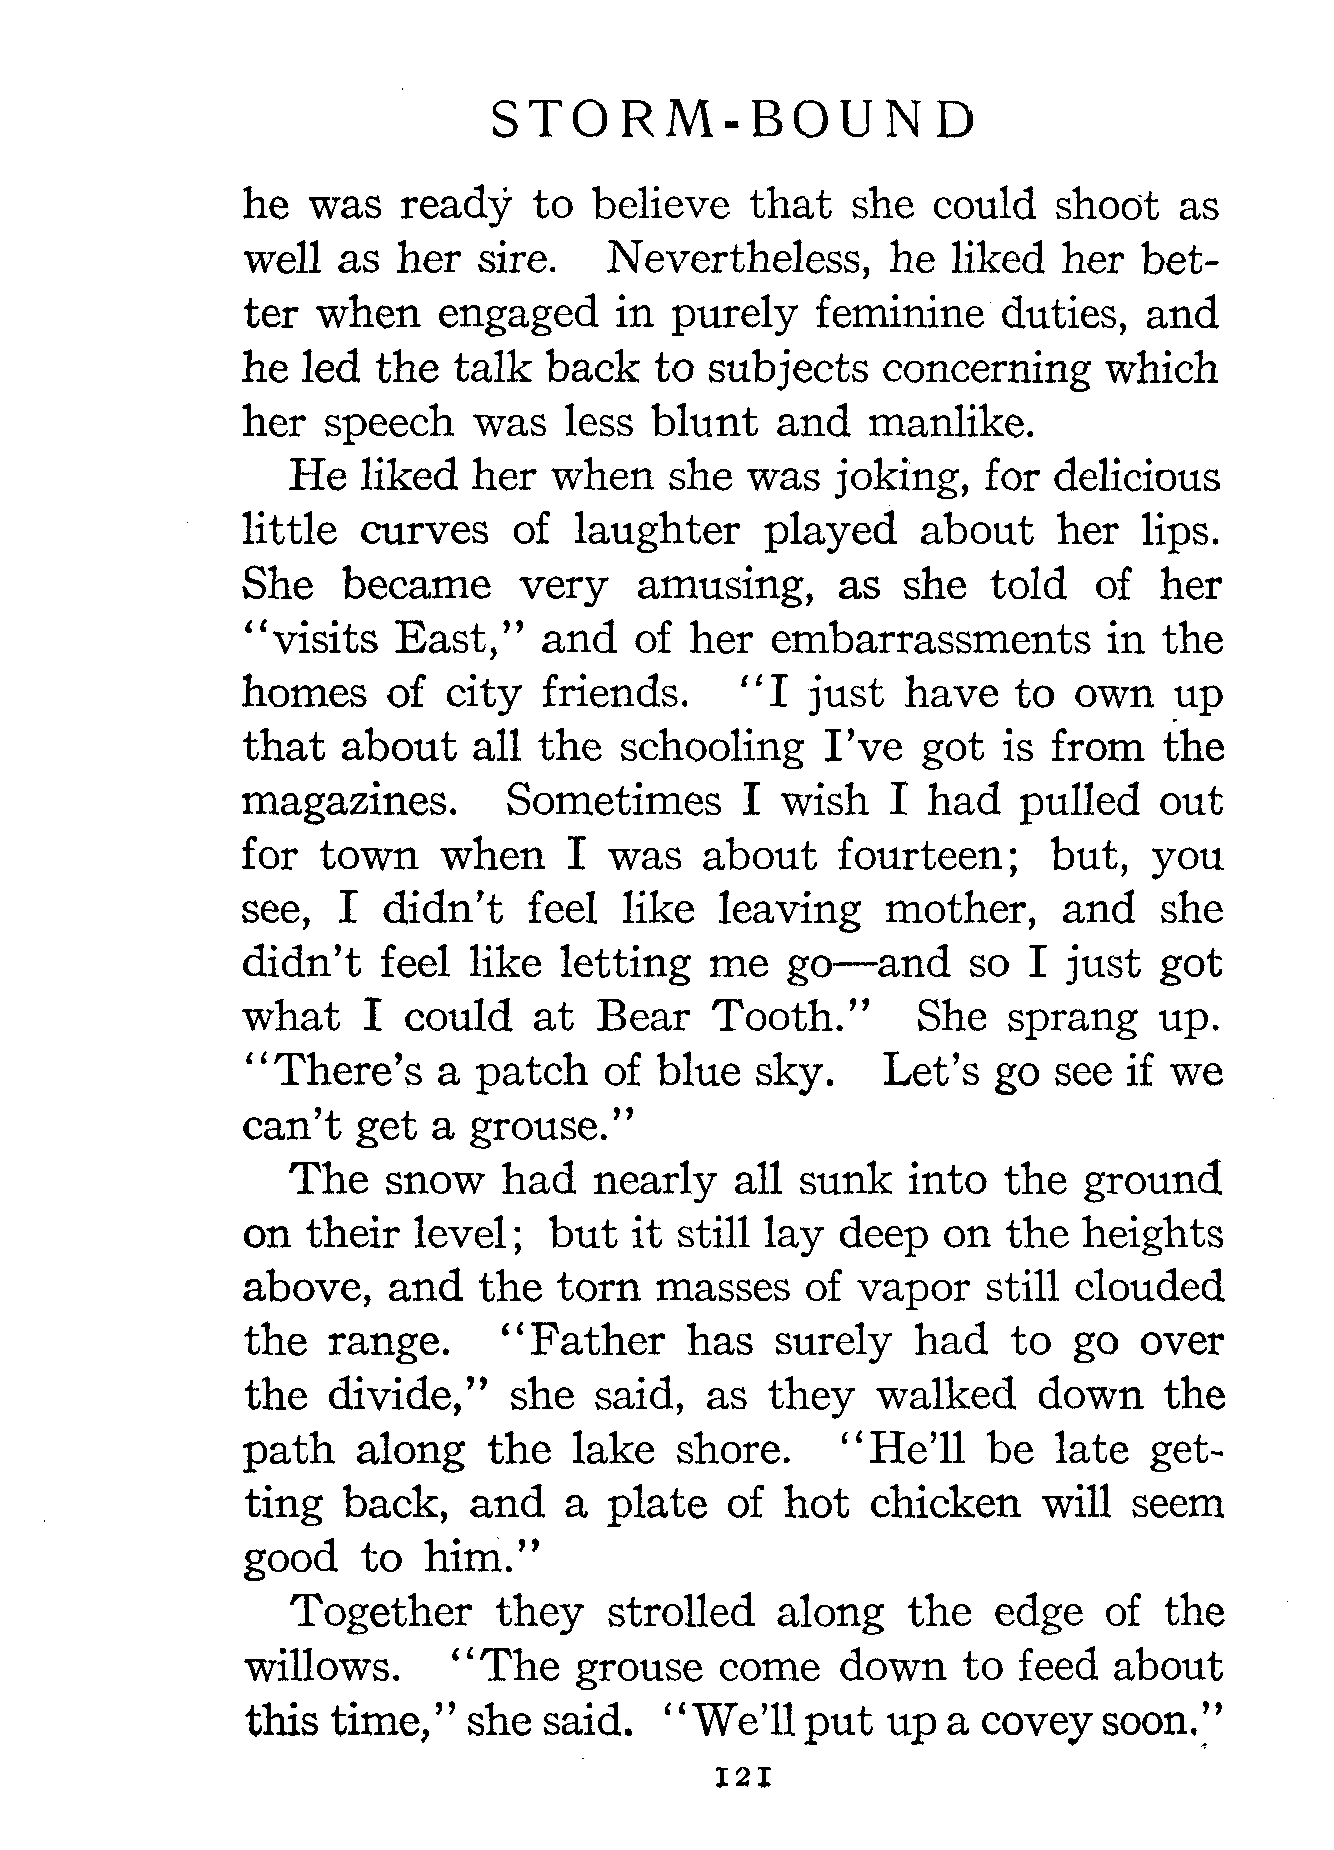 STORM-BOUND
he was ready to believe that she could shoot as
well as her sire. Nevertheless, he liked her bet-
ter when engaged in purely feminine duties, and
he led the talk back to subjects concerning which
her speech was less blunt and manlike.
He liked her when she was joking, for delicious
little curves of laughter played about her lips.
She became very amusing, as she told of her
“visits East,” and of her embarrassments in the
homes of city friends. “I just have to own up
that about all the schooling I’ve got is from the
magazines. Sometimes I wish I had pulled out
for town when I was about fourteen; but, you
see, I didn’t feel like leaving mother, and she
didn’t feel like letting me go—and so I just got
what I could at Bear Tooth.” She sprang up.
“There’s a patch of blue sky. Let’s go see if we
can’t get a grouse.”
The snow had nearly all sunk into the ground
on their level; but it still lay deep on the heights
above, and the torn masses of vapor still clouded
the range. “Father has surely had to go over
the divide,” she said, as they walked down the
path along the lake shore. “He’ll be late get-
ting back, and a plate of hot chicken will seem
good to him.”
Together they strolled along the edge of the
willows. “The grouse come down to feed about
this time,” she said. “We’ll put up a covey soon.”
121